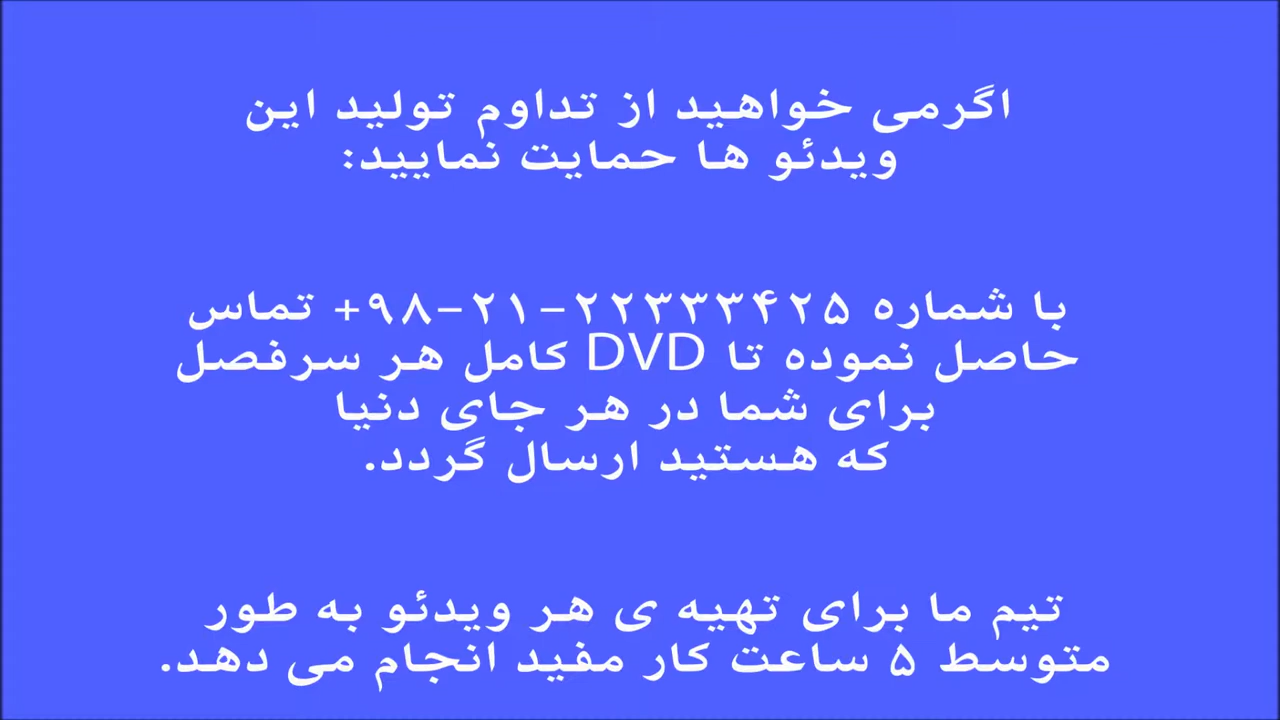 اگرمی خواهید از تداوم تولید این
ویدئو ها حمایت نمایید:
با شماره ۲۲۳۳۳۴۲۵-۲۱-۹۸+ تماس
حاصل نموده تا DVD کامل هر سرفصل
برای شما در هر جای دنیا
که هستید ارسال گردد.
تیم ما برای تهیه ی هر ویدئو به طور
متوسط ۵ ساعت کار مفید انجام می دهد.